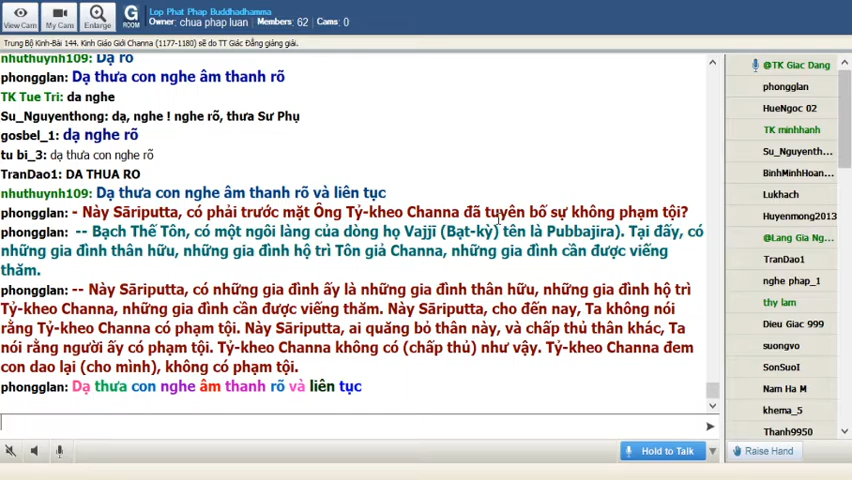 View Cam
My Cam
Enlarge
G
ROOM
Lop Phat Phap Buddhadhamma
Owner: chua phap luan Members: 62 Cams: 0
Trung Bộ Kinh-Bài 144. Kinh Giáo Giới Channa (1177-1180) sẽ do TT Giác Đẳng giảng giải.
nhuthuynh109: Dạ rõ
phongglan: Dạ thưa con nghe âm thanh rõ
TK Tue Tri: da nghe
Su_Nguyenthong: dạ, nghe ! nghe rõ, thưa Sư Phụ
gosbel_1: dạ nghe rõ
tu bi_3: dạ thưa con nghe rõ
TranDao1: DA THUA RO
nhuthuynh109: Dạ thưa con nghe âm thanh rõ và liên tục
phongglan: - Này Sāriputta, có phải trước mặt Ông Tỷ-kheo Channa đã tuyên bố sự không phạm tội?
phongglan: -- Bạch Thế Tôn, có một ngôi làng của dòng họ Vajjī (Bạt-kỳ) tên là Pubbajira). Tại đấy, có
những gia đình thân hữu, những gia đình hộ trì Tôn giả Channa, những gia đình cần được viếng
thăm.
phongglan: -- Này Sāriputta, có những gia đình ấy là những gia đình thân hữu, những gia đình hộ trì
Tỷ-kheo Channa, những gia đình cần được viếng thăm. Này Sāriputta, cho đến nay, Ta không nói
rằng Tỷ-kheo Channa có phạm tội. Này Sāriputta, ai quăng bỏ thân này, và chấp thủ thân khác, Ta
nói rằng người ấy có phạm tội. Tỷ-kheo Channa không có (chấp thủ) như vậy. Tỷ-kheo Channa đem
con dao lại (cho mình), không có phạm tội.
phongglan: Dạ thưa con nghe âm thanh rõ và liên tục
@TK Giac Dang
phongglan
HueNgoc 02
TK minhhanh
Su_Nguyenth...
BinhMinhHoan...
Lukhach
Huyenmong2013
@Lang Gia Ng...
TranDao1
nghe phap_1
thy lam
Dieu Giac 999
suongvo
SonSuoI
Nam Ha M
khema_5
Thanh9950
Hold to Talk
Raise Hand